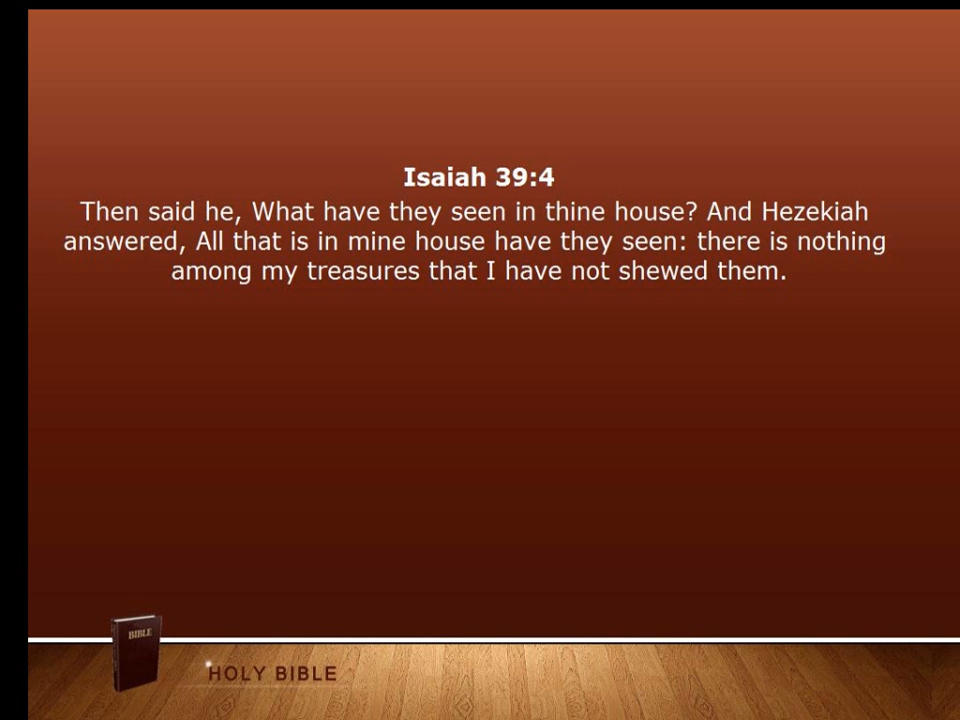 Isaiah 39:4
Then said he, What have they seen in thine house? And Hezekiah
answered, All that is in mine house have they seen: there is nothing
among my treasures that I have not shewed them.
BIBLE
HOLY BIBLE